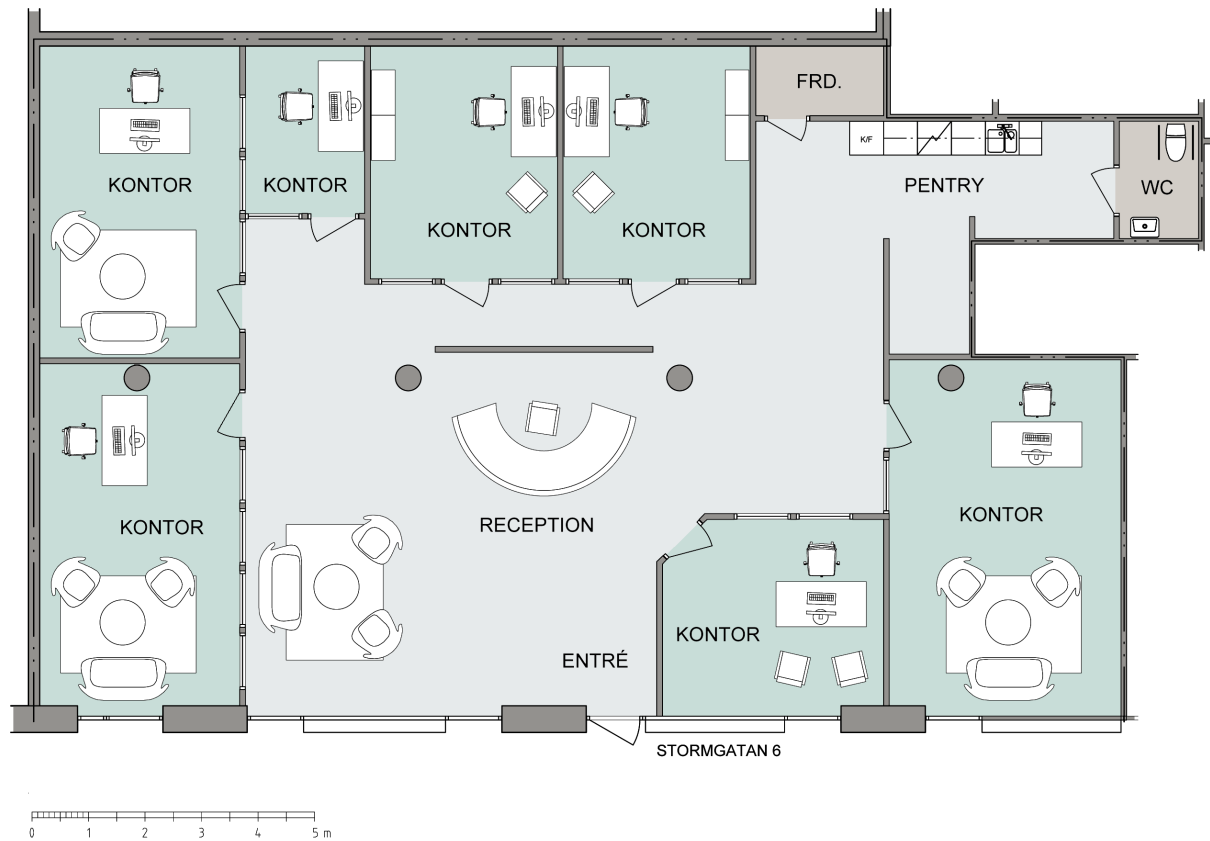 FRD.
K/F
KONTOR
KONTOR
PENTRY
WC
KONTOR
KONTOR
KONTOR
RECEPTION
KONTOR
KONTOR
ENTRÉ
STORMGATAN 6
0 1 2 3 4 5 m